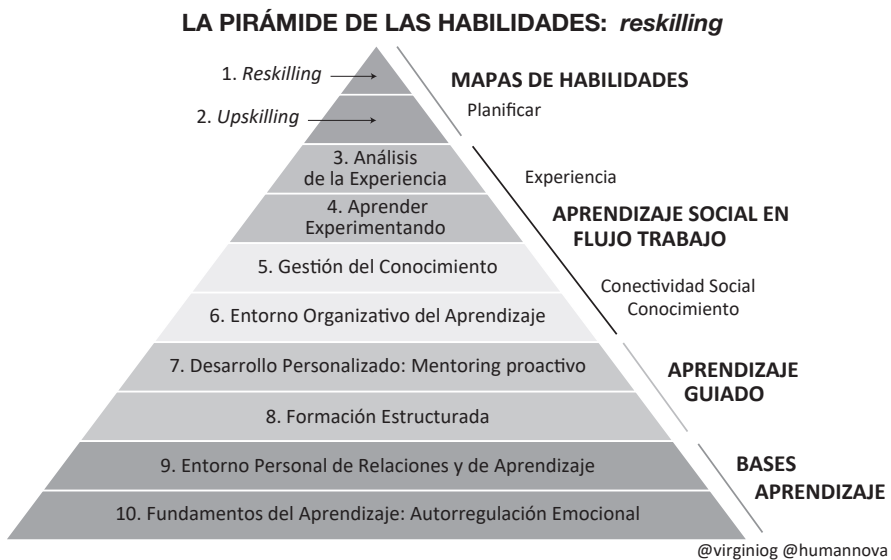 LA PIRÁMIDE DE LAS HABILIDADES: reskilling
1. Reskilling
2. Upskilling
MAPAS DE HABILIDADES
Planificar
3. Análisis
de la Experiencia
4. Aprender
Experimentando
Experiencia
APRENDIZAJE SOCIAL EN
FLUJO TRABAJO
5. Gestión del Conocimiento
6. Entorno Organizativo del Aprendizaje
Conectividad Social
Conocimiento
7. Desarrollo Personalizado: Mentoring proactivo
8. Formación Estructurada
APRENDIZAJE
GUIADO
9. Entorno Personal de Relaciones y de Aprendizaje
10. Fundamentos del Aprendizaje: Autorregulación Emocional
BASES
APRENDIZAJE
@virginiog @humannova